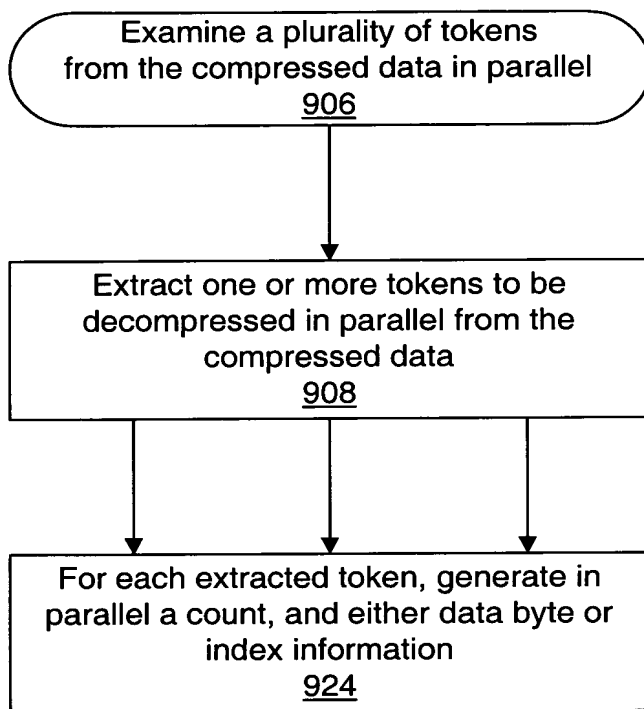 Examine a plurality of tokens
from the compressed data in parallel
906
Extract one or more tokens to be
decompressed in parallel from the
compressed data
908
For each extracted token, generate in
parallel a count, and either data byte or
index information
924